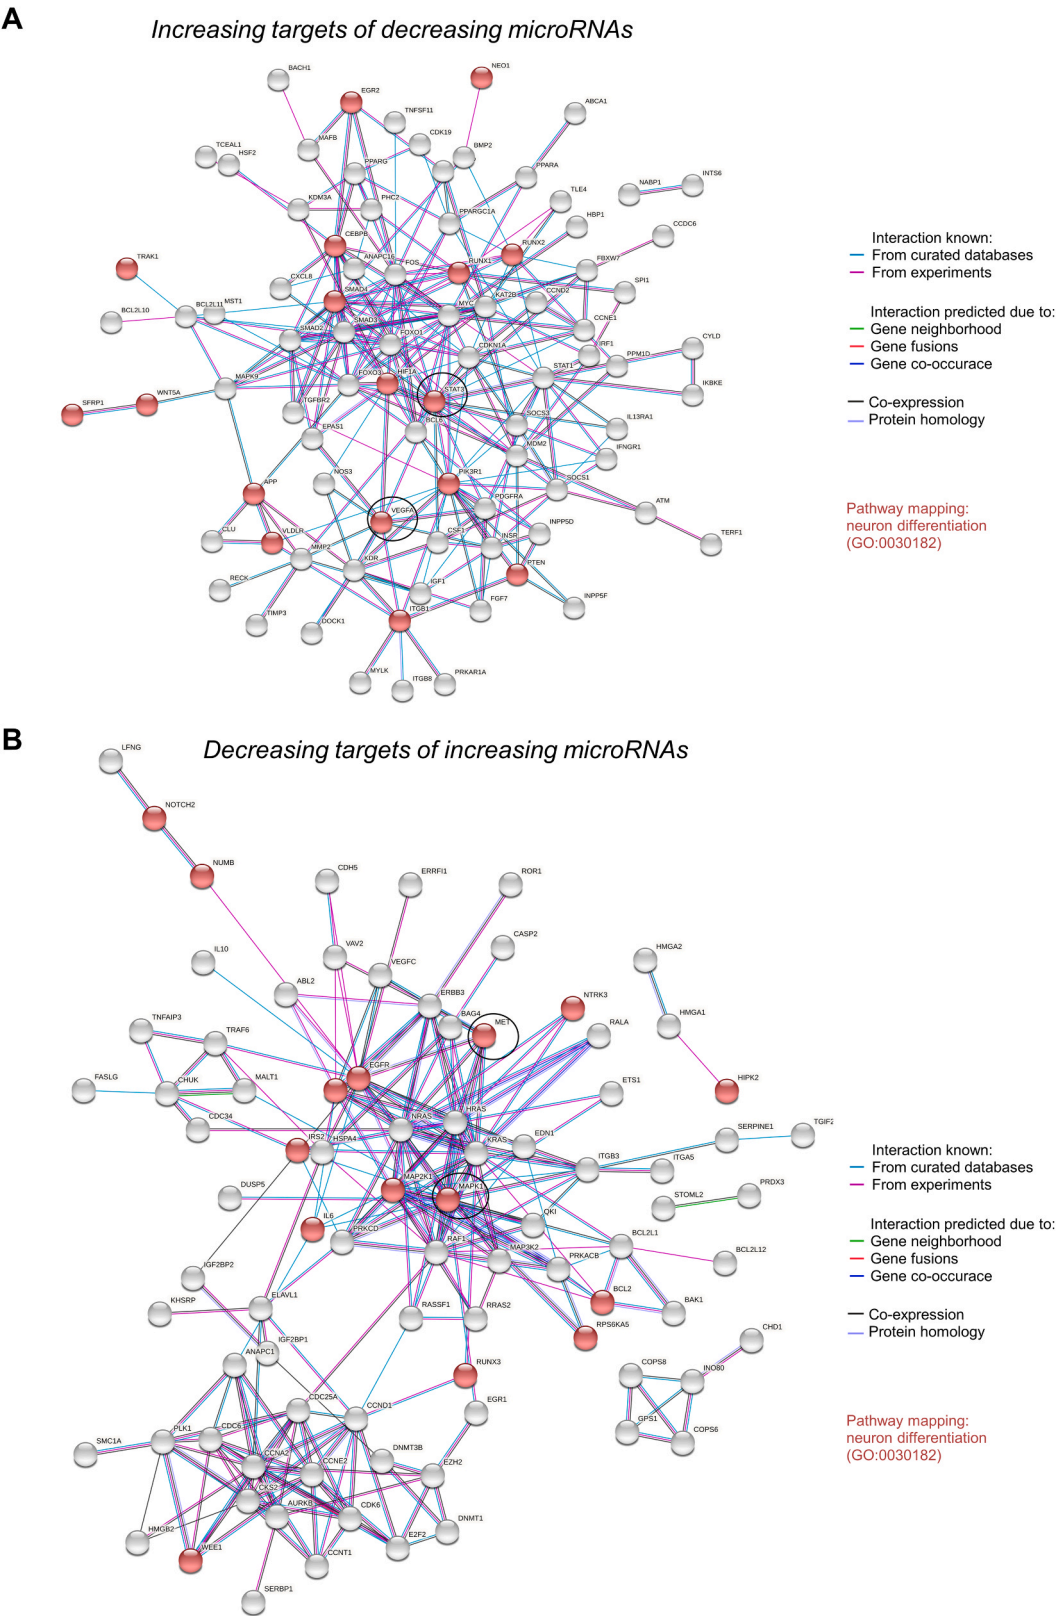 A
Increasing targets of decreasing microRNAs
BACH1
NEO1
EGR2
TNFSF11
ABCA1
CDK19
MAFB
BMP2
TCEAL1
HSF2
PPARG
PPARA
NABP1
INTS6
TLE4
KDM3A
PHC2
PPARGC1A
HBP1
CCDC6
CEBPB
RUNX2
ANAPC16
FOS
RUNX1
FBXW7
TRAK1
CXCL8
SPI1
SMAD4
KAT2B
CCND2
BCL2L10
BCL2L11
MST1
MYC
SMAD3
CCNE1
SMAD2
FOXO1
CDKN1A
IRF1
CYLD
PPM1D
STAT1
MAPK9
FOXO3
HIF1A
STAT3
IKBKE
SFRP1
WNT5A
TGFBR2
SOCS3
IL13RA1
EPAS1
BCL6
MDM2
IFNGR1
NOS3
PIK3R1
SOCS1
APP
PDGFRA
ATM
VEGFA
CLU
VLDLR
CSF1
INPP5D
TERF1
INSR
MMP2
KDR
PTEN
RECK
IGF1
FGF7
INPP5F
TIMP3
DOCK1
ITGB1
MYLK
ITGB8
PRKAR1A
Interaction known:
From curated databases
From experiments
Interaction predicted due to:
Gene neighborhood
Gene fusions
Gene co-occurace
Co-expression
Protein homology
Pathway mapping:
neuron differentiation
(GO:0030182)
B
Decreasing targets of increasing microRNAs
LFNG
NOTCH2
NUMB
CDH5
ERRFI1
ROR1
IL10
VAV2
CASP2
HMGA2
VEGFC
ABL2
ERBB3
NTRK3
TNFAIP3
BAG4
MET
HMGA1
TRAF6
RALA
EGFR
FASLG
CHUK
MALT1
HIPK2
ETS1
CDC34
NRAS
HRAS
SERPINE1
TGIF2
IRS2
HSPA4
KRAS
EDN1
ITGB3
ITGA5
DUSP5
MAP2K1
MAPK1
STOML2
PRDX3
IL6
QKI
PRKCD
RAF1
MAP3K2
BCL2L1
BCL2L12
IGF2BP2
PRKACB
KHSRP
ELAVL1
BCL2
BAK1
RASSF1
RRAS2
RPS6KA5
IGF2BP1
ANAPC1
CHD1
RUNX3
COPS8
INO80
CDC25A
CCND1
EGR1
GPS1
COPS6
PLK1
CDC6
SMC1A
CCNA2
CCNE2
DNMT3B
EZH2
CKS2
AURKB
CDK6
HMGB2
E2F2
DNMT1
WEE1
CCNT1
SERBP1
Interaction known:
From curated databases
From experiments
Interaction predicted due to:
Gene neighborhood
Gene fusions
Gene co-occurace
Co-expression
Protein homology
Pathway mapping:
neuron differentiation
(GO:0030182)